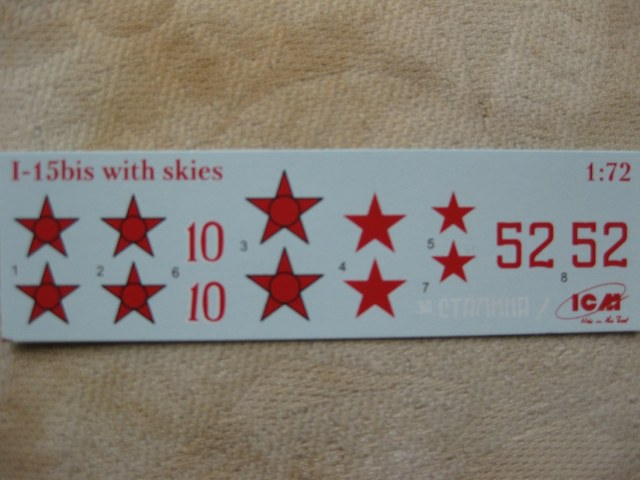 I-15bis with skies 1:72
10 3 5 52 52
1 2 6 4 7 8
10 за СТАЛИНА / ICM